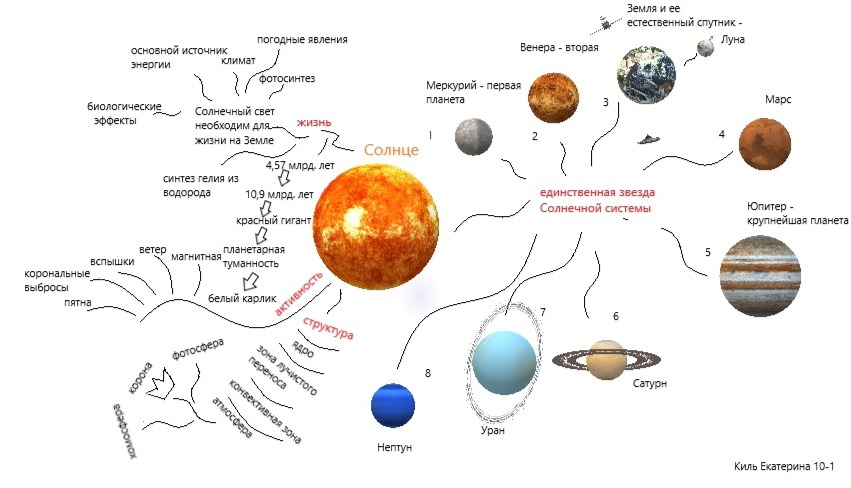 Земля и ее
естественный спутник -
Луна
погодные явления
основной источник
энергии
климат
Венера - вторая
фотосинтез
Меркурий - первая
планета
биологические
эффекты
Солнечный свет
необходим для
жизни на Земле
жизнь
1
2
3
4
Марс
Солнце
4,57 млрд. лет
синтез гелия из
водорода
10,9 млрд. лет
красный гигант
единственная звезда
Солнечной системы
Юпитер -
крупнейшая планета
5
ветер
магнитная
вспышки
корональные
выбросы
пятна
планетарная
туманность
белый карлик
активность
структура
7
6
ядро
зона лучистого
переноса
конвективная зона
атмосфера
фотосфера
корона
хомосфера
8
Сатурн
Уран
Нептун
Киль Екатерина 10-1